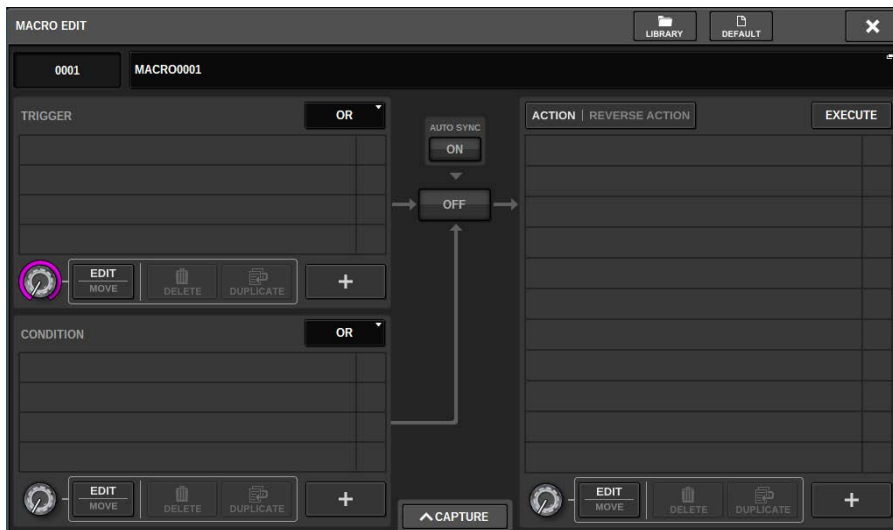 MACRO EDIT
LIBRARY
DEFAULT
0001
MACRO0001
TRIGGER
OR
AUTO SYNC
ON
OFF
ACTION | REVERSE ACTION
EXECUTE
EDIT
MOVE
DELETE
DUPLICATE
+
CONDITION
OR
EDIT
MOVE
DELETE
DUPLICATE
+
CAPTURE
EDIT
MOVE
DELETE
DUPLICATE
+